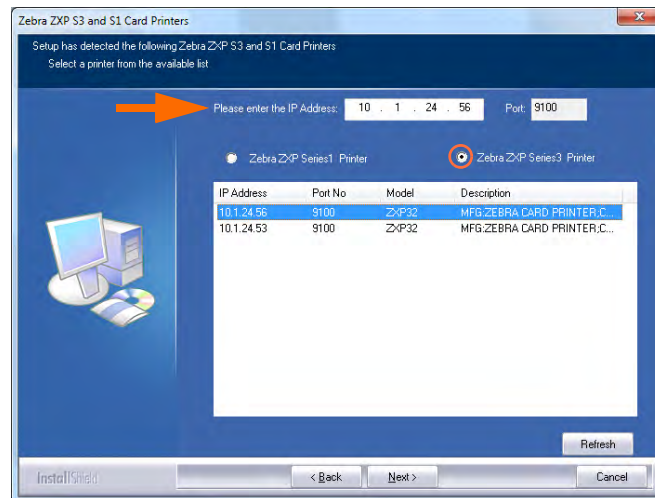 Zebra ZXP S3 and S1 Card Printers
Setup has detected the following Zebra ZXP S3 and S1 Card Printers
Select a printer from the available list
Please enter the IP Address: 10 . 1 . 24 . 56 Port: 9100
Zebra ZXP Series1 Printer Zebra ZXP Series3 Printer
IP Address Port No Model Description
10.1.24.56 9100 ZXP32 MFG:ZEBRA CARD PRINTER;C...
10.1.24.53 9100 ZXP32 MFG:ZEBRA CARD PRINTER;C...
Refresh
InstallShield < Back Next > Cancel